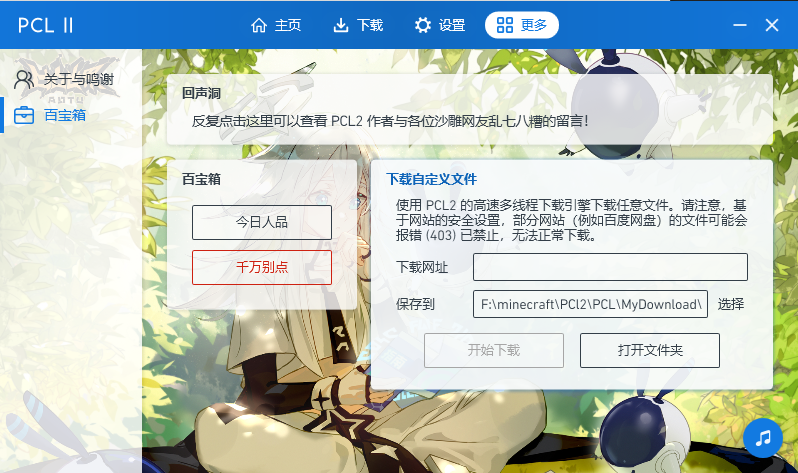 PCL II
主页
下载
设置
更多
关于与鸣谢
百宝箱
回声洞
反复点击这里可以查看 PCL2 作者与各位沙雕网友乱七八糟的留言！
百宝箱
今日人品
千万别点
下载自定义文件
使用 PCL2 的高速多线程下载引擎下载任意文件。请注意，基
于网站的安全设置，部分网站（例如百度网盘）的文件可能会
报错 (403) 已禁止，无法正常下载。
下载网址
保存到
F:\minecraft\PCl2\PCL\MyDownload\
选择
开始下载
打开文件夹